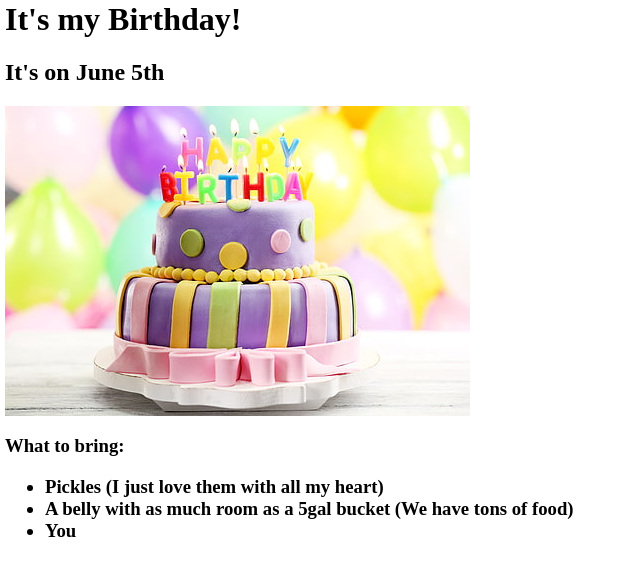 It's my Birthday!
It's on June 5th
HAPPY
BIRTHDAY
What to bring:
Pickles (I just love them with all my heart)
A belly with as much room as a 5gal bucket (We have tons of food)
You